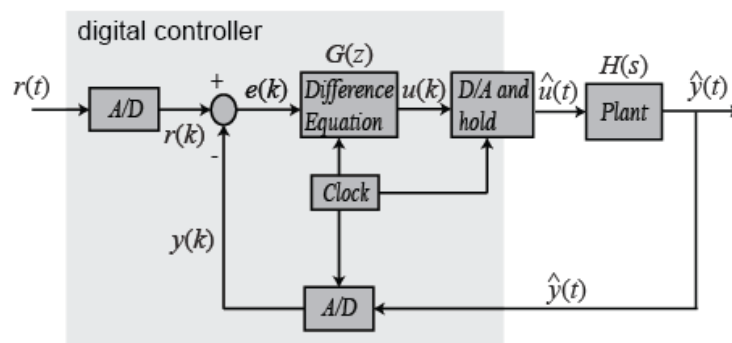 digital controller
G(z)
H(s)
r(t)
A/D
r(k)
+
-
e(k)
Difference
Equation
u(k)
D/A and
hold
û(t)
Plant
ŷ(t)
Clock
y(k)
A/D
ŷ(t)